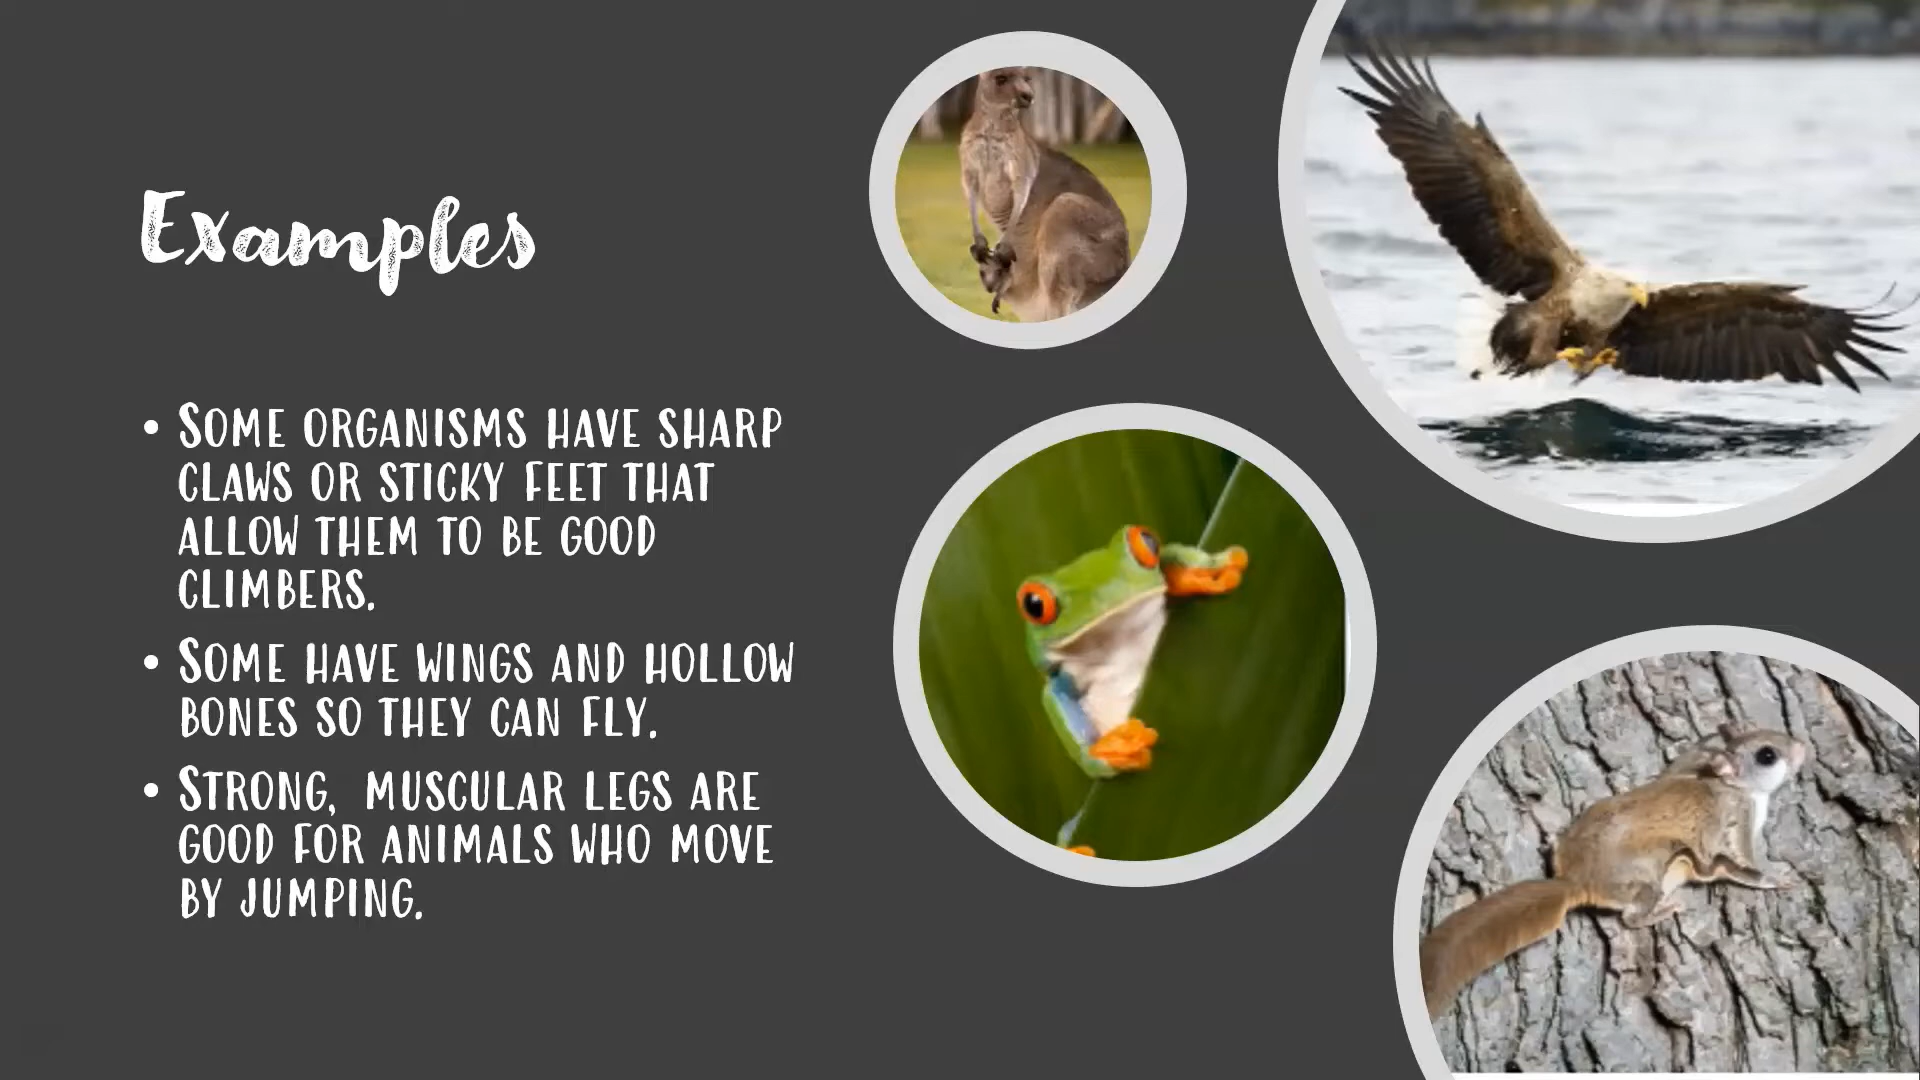 Examples
• Some organisms have sharp
claws or sticky feet that
allow them to be good
climbers.
• Some have wings and hollow
bones so they can fly.
• Strong,  muscular legs are
good for animals who move
by jumping.